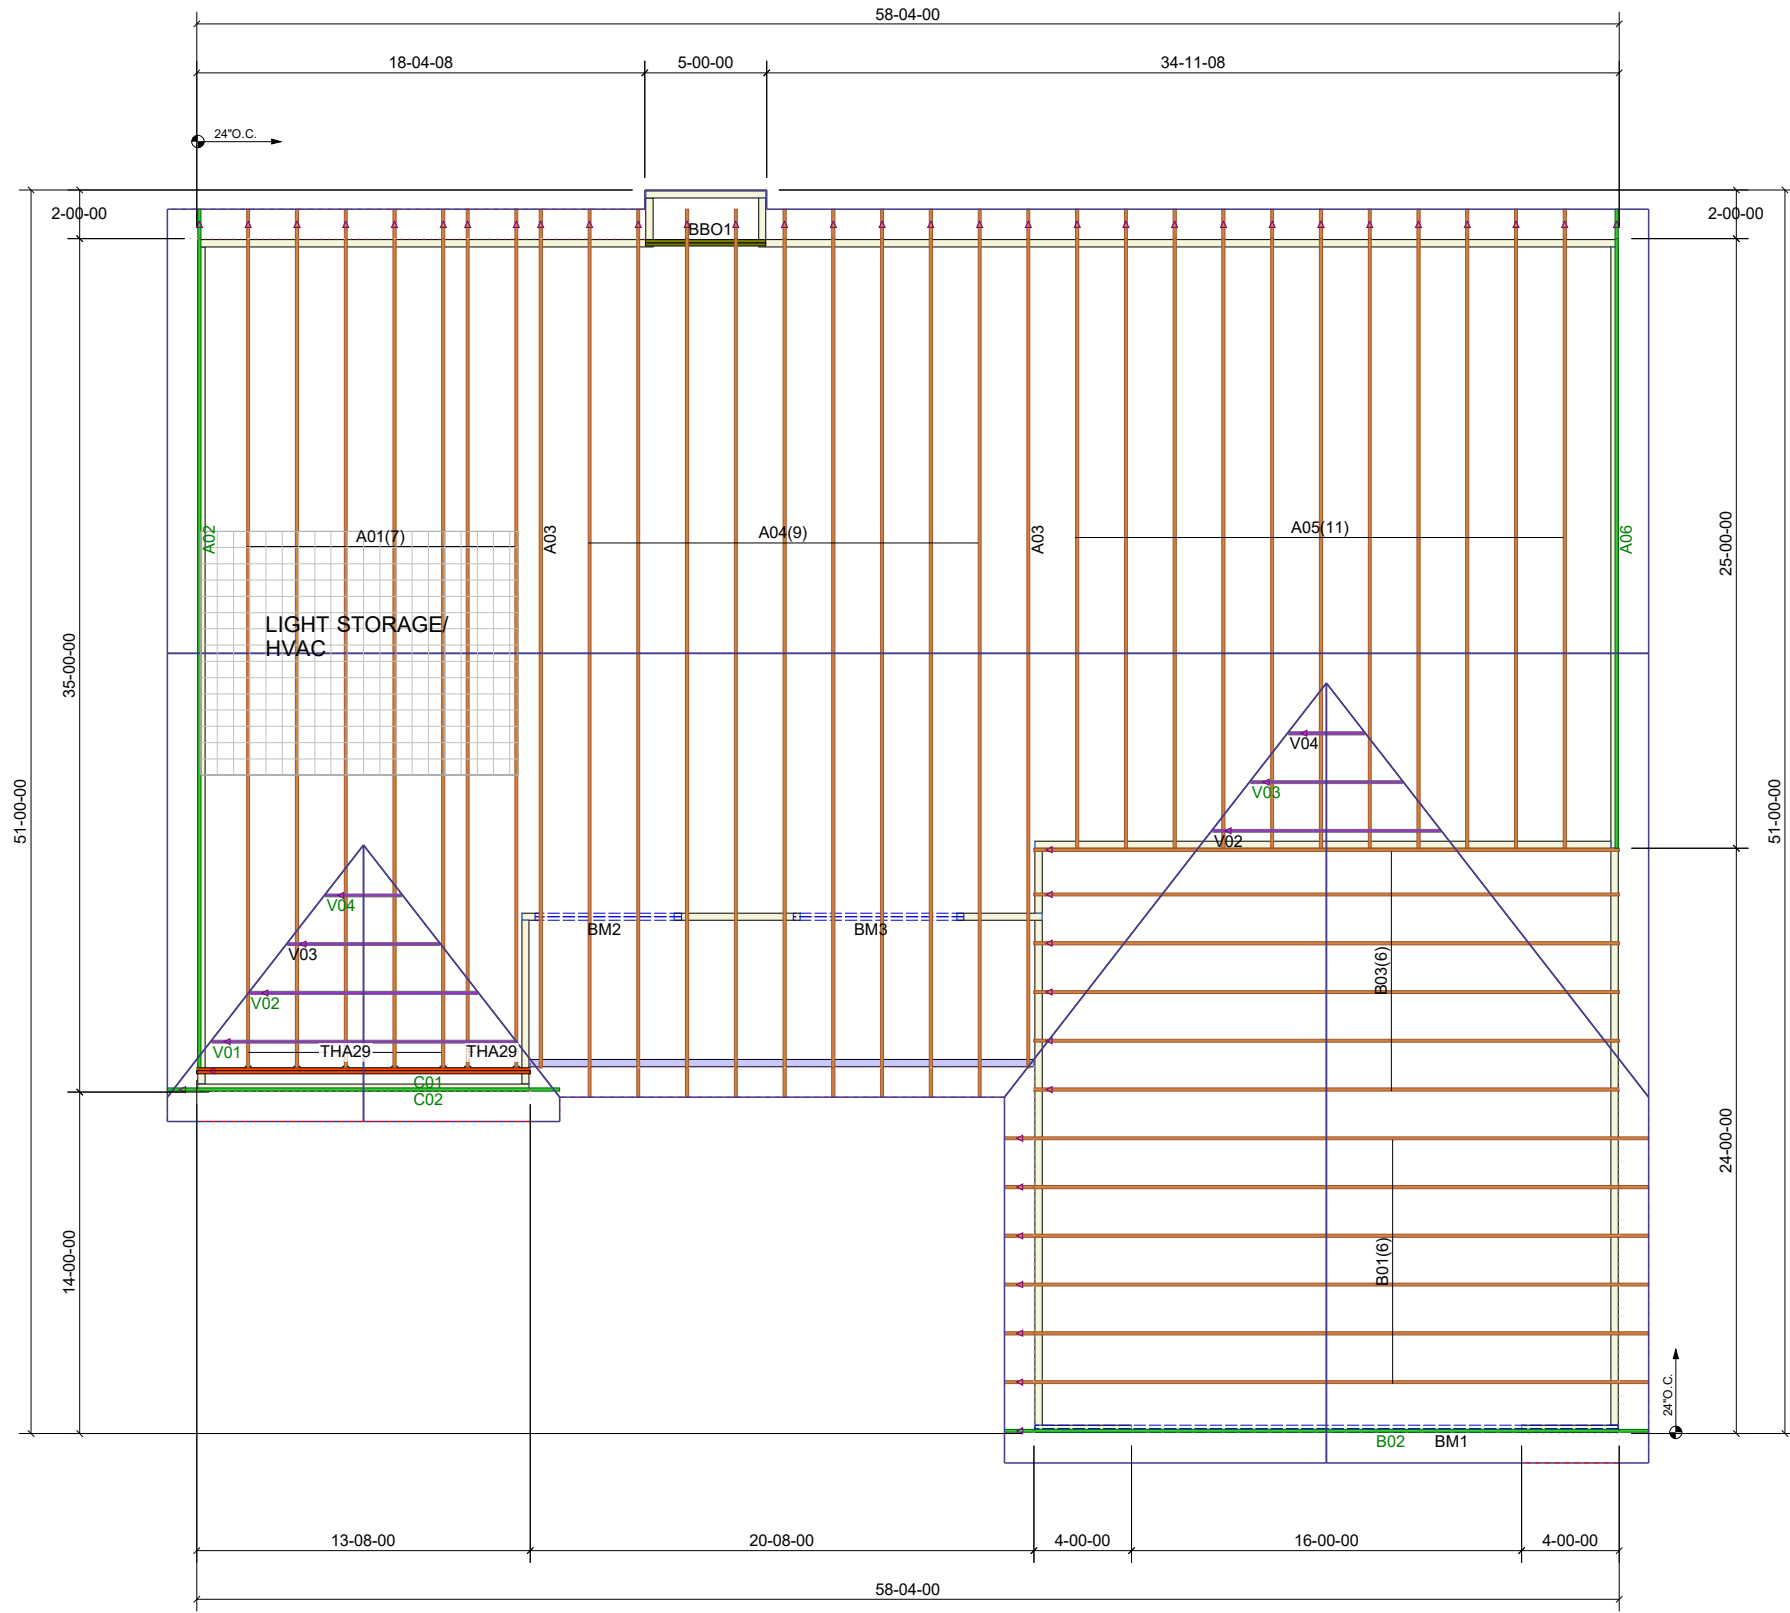 58-04-00
18-04-08
5-00-00
34-11-08
24"O.C.
2-00-00
2-00-00
BBO1
A02
A01(7)
A03
A04(9)
A03
A05(11)
A06
25-00-00
LIGHT STORAGE/
HVAC
35-00-00
51-00-00
51-00-00
V04
V03
V02
V04
V03
V02
V01
BM2
BM3
B03(6)
THA29
THA29
C01
C02
24-00-00
14-00-00
B01(6)
24"O.C.
B02
BM1
13-08-00
20-08-00
4-00-00
16-00-00
4-00-00
58-04-00